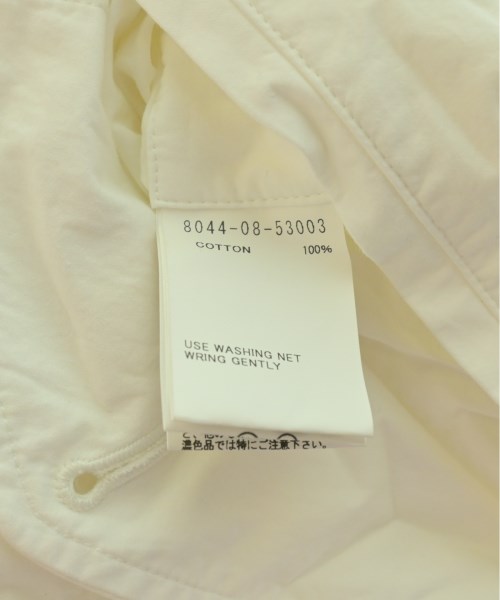 8044-08-53003
COTTON 100%
USE WASHING NET
WRING GENTLY
濃色品では特にご注意下さい。